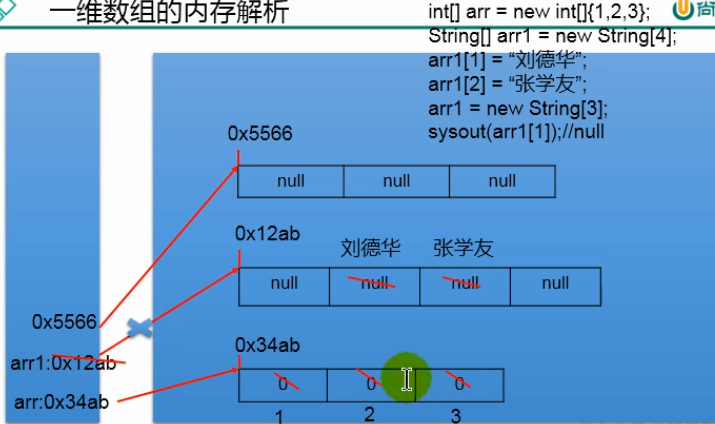 一维数组的内存解析
尚
int[] arr = new int[]{1,2,3};
String[] arr1 = new String[4];
arr1[1] = “刘德华”;
arr1[2] = “张学友”;
arr1 = new String[3];
sysout(arr1[1]);//null
0x5566
null null null
0x12ab
刘德华 张学友
null null null null
0x5566
arr1:0x12ab
0x34ab
arr:0x34ab
0 0 0
1 2 3